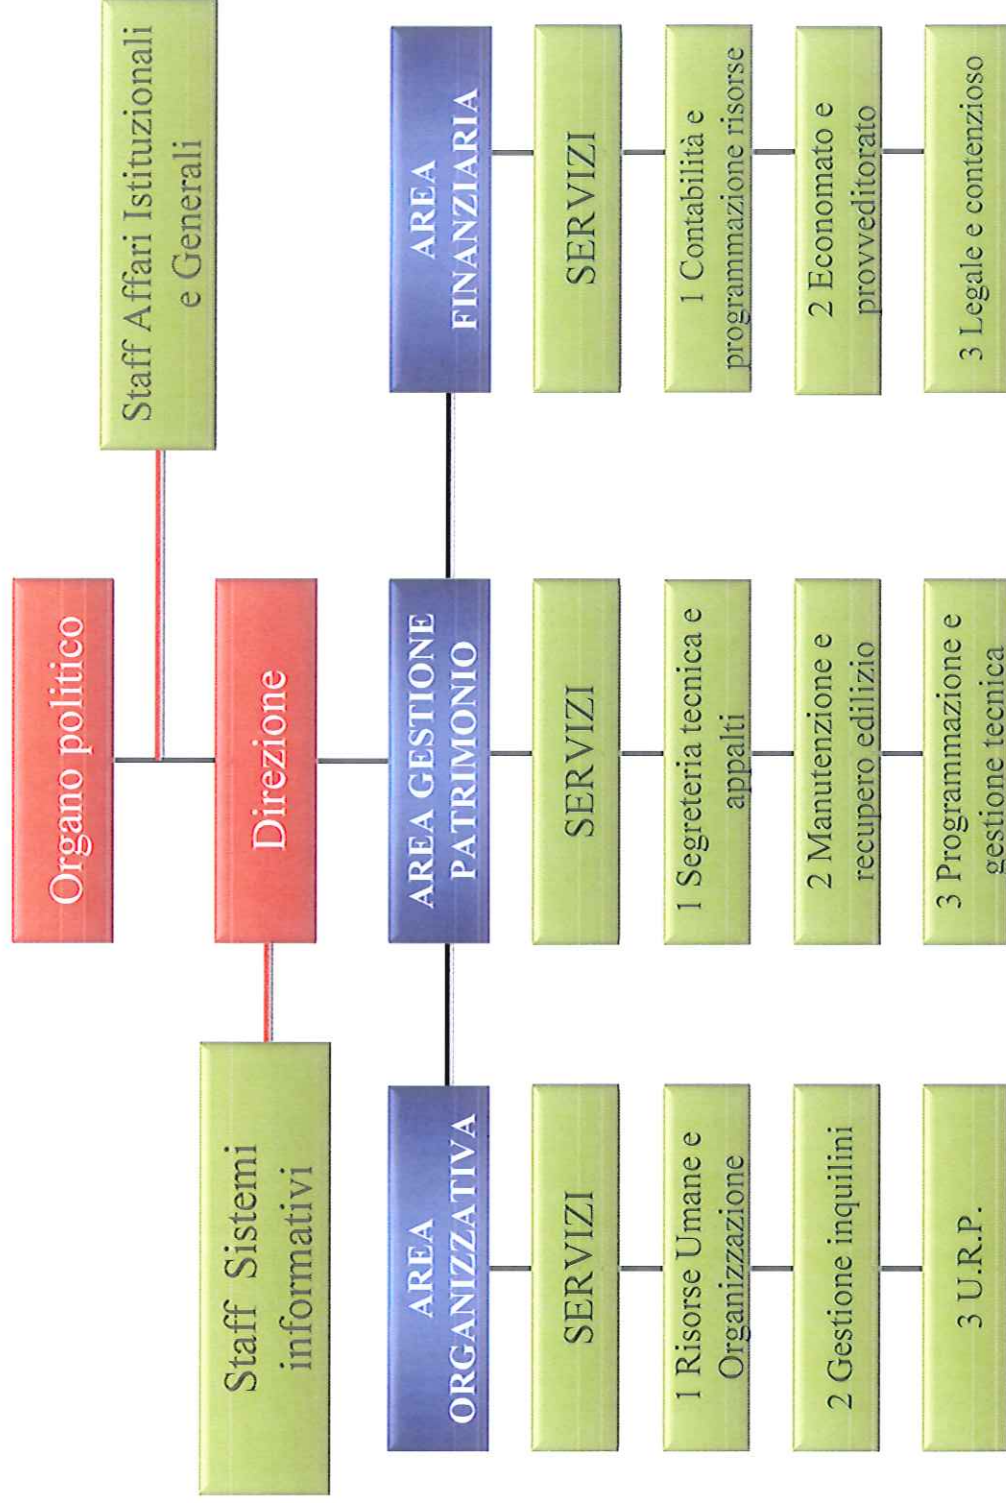 Organo politico
Staff Affari Istituzionali
e Generali
Staff Sistemi
informativi
Direzione
AREA
ORGANIZZATIVA
SERVIZI
1 Risorse Umane e
Organizzazione
2 Gestione inquilini
3 U.R.P.
AREA GESTIONE
PATRIMONIO
SERVIZI
1 Segreteria tecnica e
appalti
2 Manutenzione e
recupero edilizio
3 Programmazione e
gestione tecnica
AREA
FINANZIARIA
SERVIZI
1 Contabilità e
programmazione risorse
2 Economato e
provveditorato
3 Legale e contenzioso